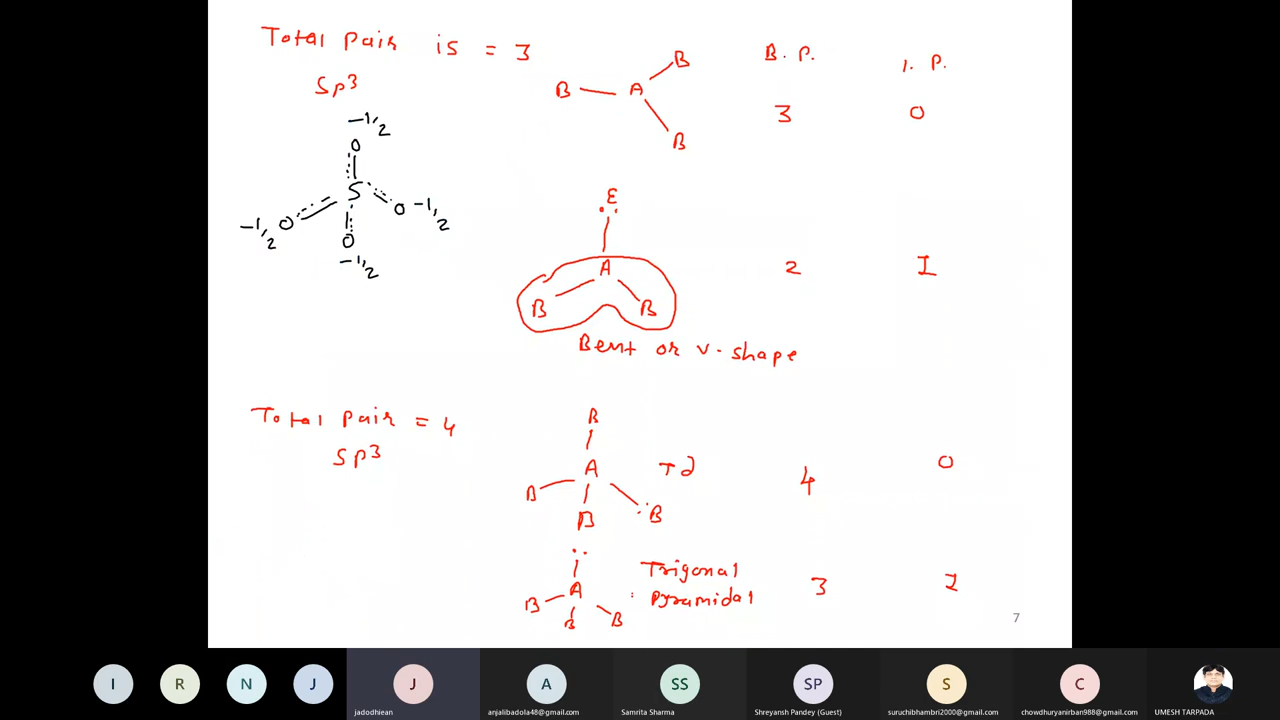 Total Pair is = 3
B. P.
l. P.
Sp3
B
B — A
B
3
0
-1/2
O
S
-1/2 O
O -1/2
O
-1/2
E
A
B B
2
1
Bent or v-shape
Total Pair = 4
Sp3
B
A
Td
B
B
B
4
0
A
B
B
B
Trigonal
Pyramidal
3
1
7
I
R
N
J
J
A
SS
SP
S
C
jadodhiean
anjalibadola48@gmail.com
Samrita Sharma
Shreyansh Pandey (Guest)
suruchibhambri2000@gmail.com
chowdhuryanirban988@gmail.com
UMESH TARPADA